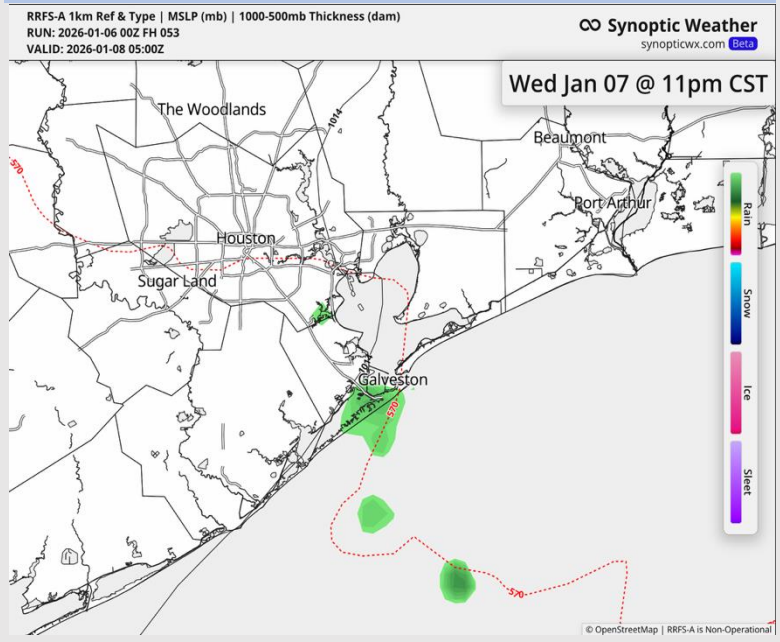 RRFS-A 1km Ref & Type | MSLP (mb) | 1000-500mb Thickness (dam)
RUN: 2026-01-06 00Z FH 053
VALID: 2026-01-08 05:00Z
Synoptic Weather
synopticwx.com Beta
Wed Jan 07 @ 11pm CST
The Woodlands
1014
Beaumont
570
Port Arthur
Rain
Houston
Sugar Land
Snow
1014
Galveston
Ice
570
Sleet
570
© OpenStreetMap | RRFS-A is Non-Operational